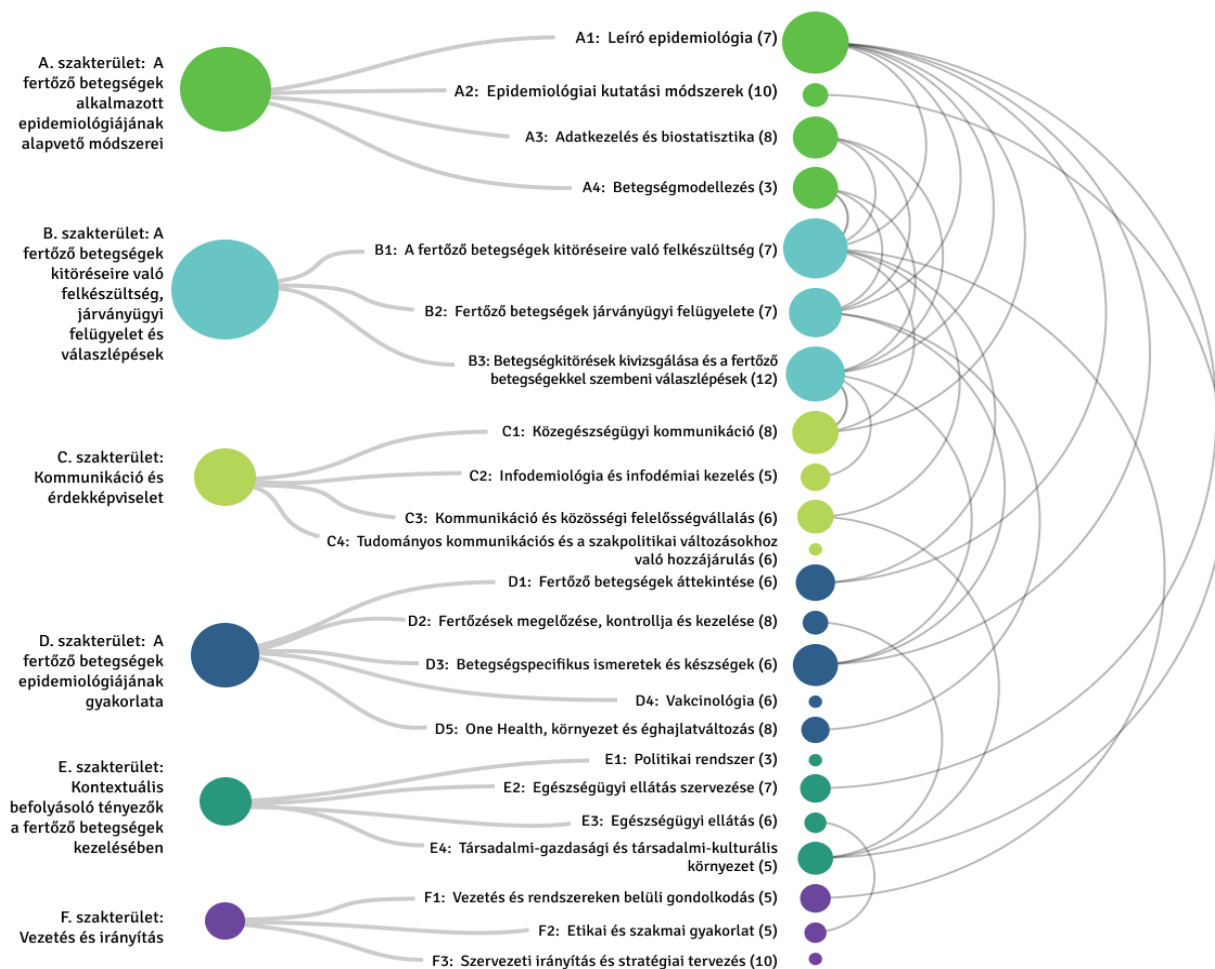 A. szakterület: A
fertőző betegségek
alkalmazott
epidemiológiájának
alapvető módszerei
A1: Leíró epidemiológia (7)
A2: Epidemiológiai kutatási módszerek (10)
A3: Adatkezelés és biostatisztika (8)
A4: Betegségmodellezés (3)
B. szakterület: A
fertőző betegségek
kitöréseire való
felkészültség,
járványügyi
felügyelet és
válaszlépések
B1: A fertőző betegségek kitöréseire való felkészültség (7)
B2: Fertőző betegségek járványügyi felügyelete (7)
B3: Betegségkitörések kivizsgálása és a fertőző
betegségekkel szembeni válaszlépések (12)
C. szakterület:
Kommunikáció és
érdekképviselet
C1: Közegészségügyi kommunikáció (8)
C2: Infodemiológia és infodémiai kezelés (5)
C3: Kommunikáció és közösségi felelősségvállalás (6)
C4: Tudományos kommunikációs és a szakpolitikai változásokhoz
való hozzájárulás (6)
D. szakterület: A
fertőző betegségek
epidemiológiájának
gyakorlata
D1: Fertőző betegségek áttekintése (6)
D2: Fertőzések megelőzése, kontrollja és kezelése (8)
D3: Betegségspecifikus ismeretek és készségek (6)
D4: Vakcinológia (6)
D5: One Health, környezet és éghajlatváltozás (8)
E. szakterület:
Kontextuális
befolyásoló tényezők
a fertőző betegségek
kezelésében
E1: Politikai rendszer (3)
E2: Egészségügyi ellátás szervezése (7)
E3: Egészségügyi ellátás (6)
E4: Társadalmi-gazdasági és társadalmi-kulturális
környezet (5)
F. szakterület:
Vezetés és irányítás
F1: Vezetés és rendszereken belüli gondolkodás (5)
F2: Etikai és szakmai gyakorlat (5)
F3: Szervezeti irányítás és stratégiai tervezés (10)